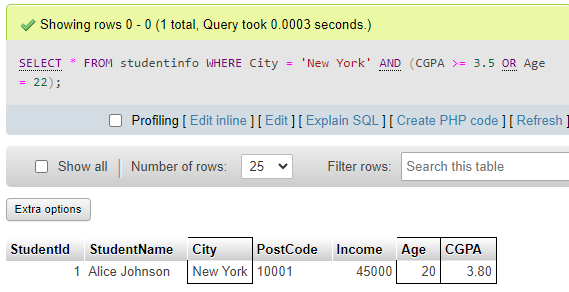 Showing rows 0 - 0 (1 total, Query took 0.0003 seconds.)
SELECT * FROM studentinfo WHERE City = 'New York' AND (CGPA >= 3.5 OR Age
= 22);
Profiling [ Edit inline ] [ Edit ] [ Explain SQL ] [ Create PHP code ] [ Refresh ]
Show all Number of rows: 25 Filter rows: Search this table
Extra options
StudentId StudentName City PostCode Income Age CGPA
1 Alice Johnson New York 10001 45000 20 3.80